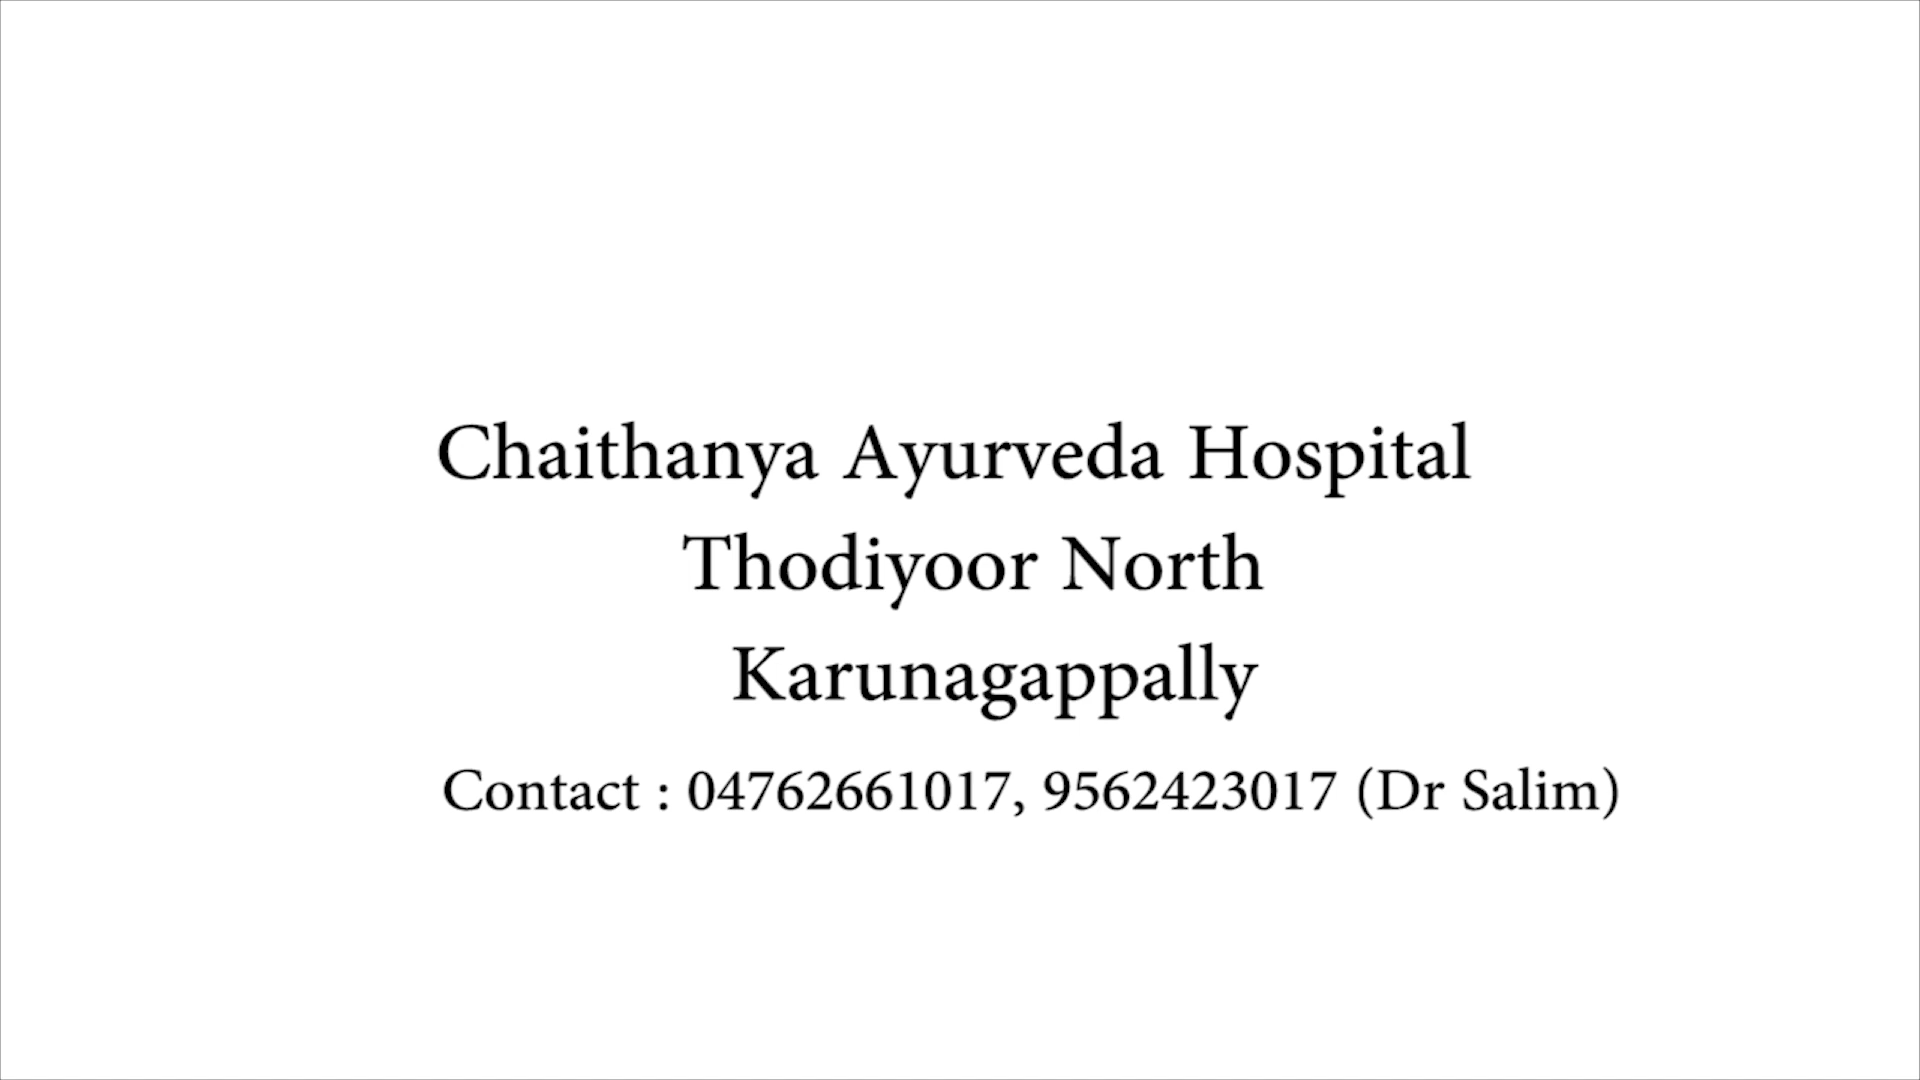 Chaithanya Ayurveda Hospital
Thodiyoor North
Karunagappally
Contact : 04762661017, 9562423017 (Dr Salim)